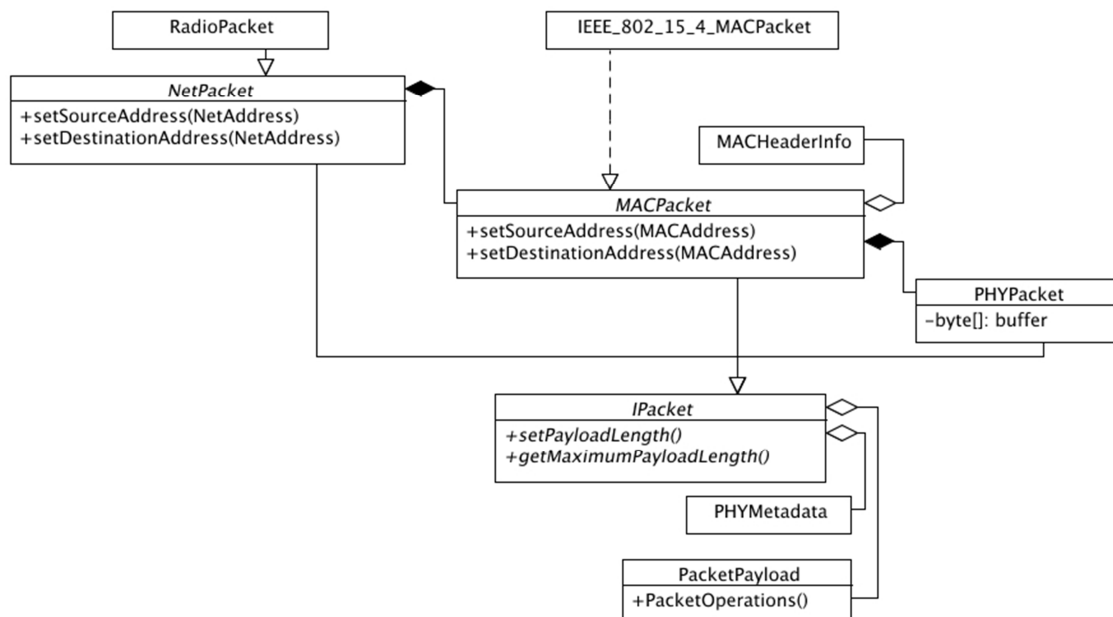 RadioPacket
IEEE_802_15_4_MACPacket
NetPacket
+setSourceAddress(NetAddress)
+setDestinationAddress(NetAddress)
MACHeaderInfo
MACPacket
+setSourceAddress(MACAddress)
+setDestinationAddress(MACAddress)
PHYPacket
-byte[]: buffer
IPacket
+setPayloadLength()
+getMaximumPayloadLength()
PHYMetadata
PacketPayload
+PacketOperations()